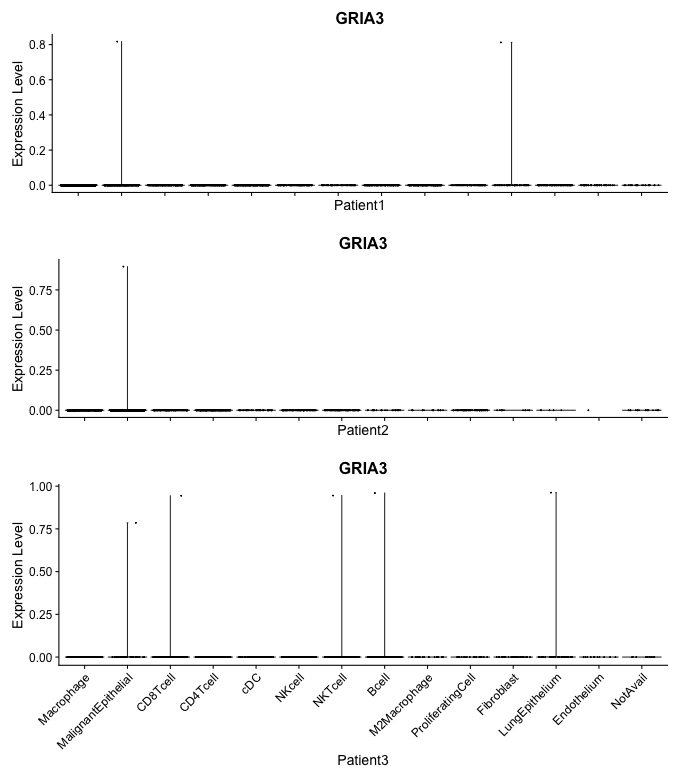 GRIA3
Expression Level
0.8
0.6
0.4
0.2
0.0
Patient1
GRIA3
Expression Level
0.75
0.50
0.25
0.00
Patient2
GRIA3
Expression Level
1.00
0.75
0.50
0.25
0.00
Macrophage
MalignantEpithelial
CD8Tcell
CD4Tcell
cDC
NKcell
NKTcell
Bcell
M2Macrophage
ProliferatingCell
Fibroblast
LungEpithelium
Endothelium
NotAvail
Patient3